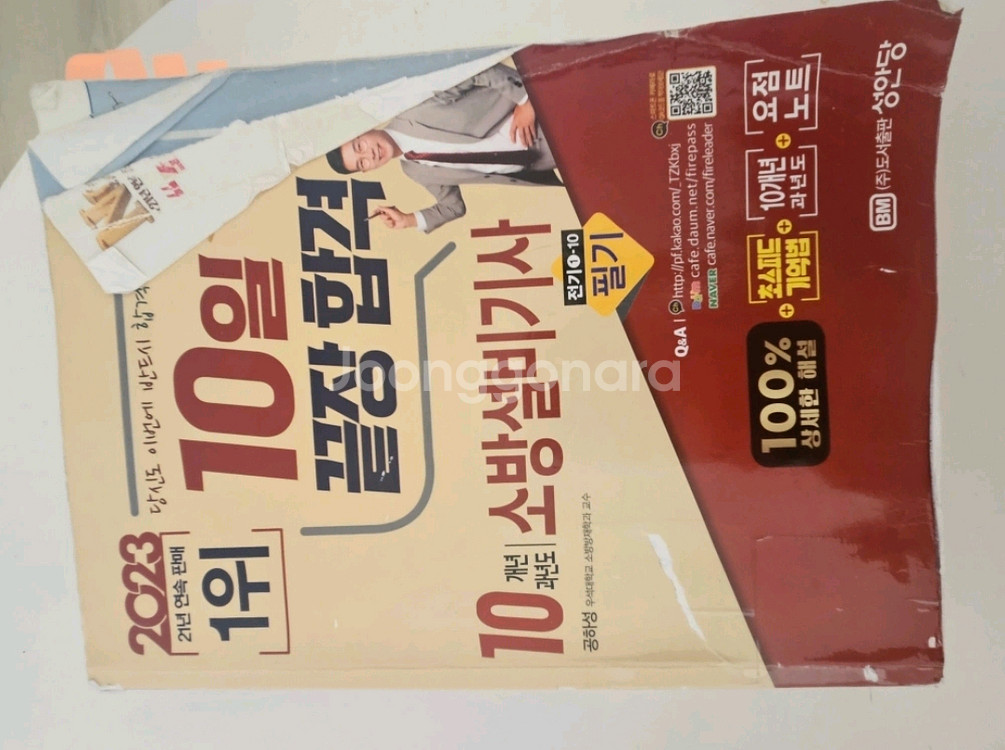 당신도 이번에 반드시 합격
2023
21년 연속 판매
1위
10일
끝장 합격
10개년 과년도
소방설비기사
전기①-10
필기
공하성 우석대학교 소방방재학과 교수
Q&A
http://pf.kakao.com/_TZKbxj
Daum cafe.daum.net/firepass
NAVER cafe.naver.com/fireleader
100%
상세한 해설
+
초스피드
기억법
+
10개년
과년도
+
요점
노트
BM (주)도서출판 성안당
Joonggonara